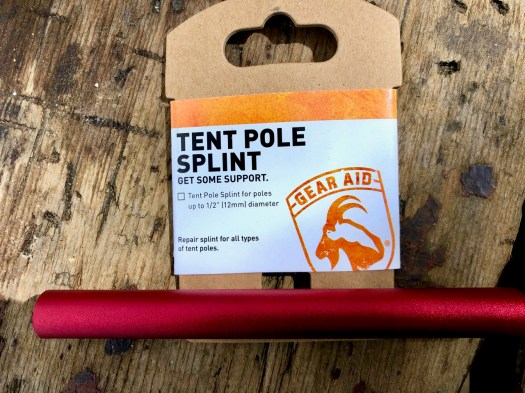 TENT POLE
SPLINT
GET SOME SUPPORT.
Tent Pole Splint for poles
up to 1/2" (12mm) diameter
Repair splint for all types
of tent poles.
GEAR AID
®